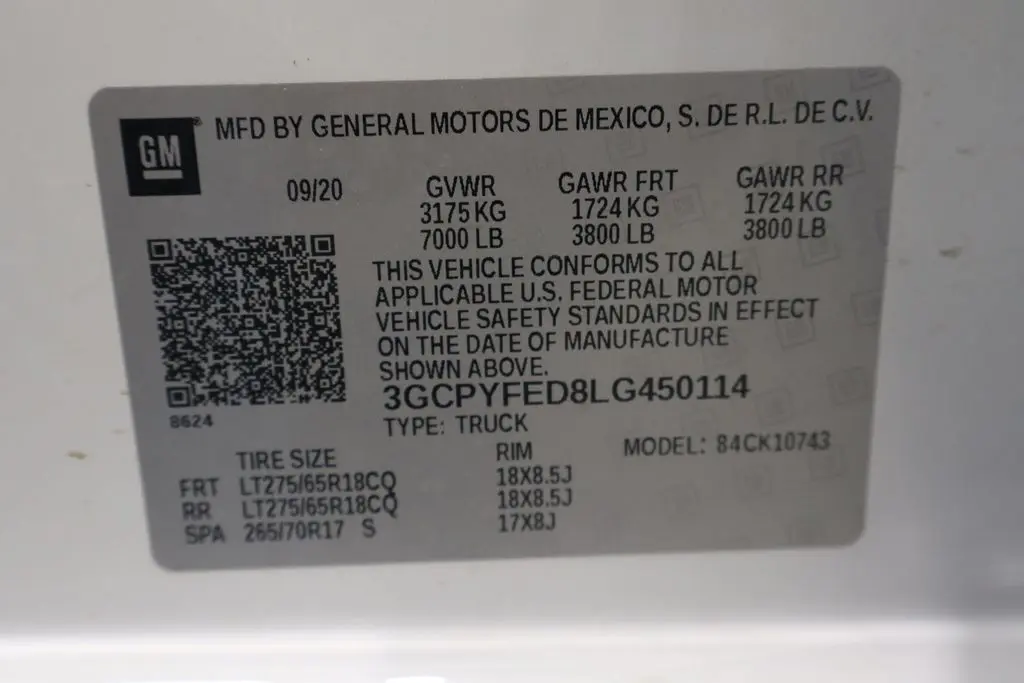 GM® MFD BY GENERAL MOTORS DE MEXICO, S. DE R.L. DE C.V.
09/20 GVWR GAWR FRT GAWR RR
3175 KG 1724 KG 1724 KG
7000 LB 3800 LB 3800 LB
THIS VEHICLE CONFORMS TO ALL
APPLICABLE U.S. FEDERAL MOTOR
VEHICLE SAFETY STANDARDS IN EFFECT
ON THE DATE OF MANUFACTURE
SHOWN ABOVE.
3GCPYFED8LG450114
8624
TYPE: TRUCK MODEL: 84CK10743
TIRE SIZE RIM
FRT LT275/65R18CQ 18X8.5J
RR LT275/65R18CQ 18X8.5J
SPA 265/70R17 S 17X8J